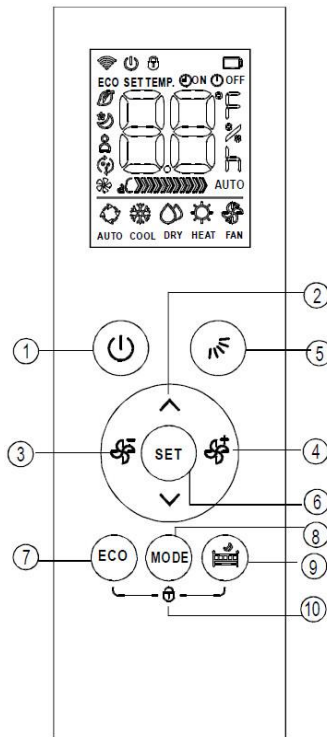 ECO SET TEMP. ON OFF
°F
%
h
AUTO
AUTO COOL DRY HEAT FAN
2
1
5
3
SET
4
6
8
7
ECO
MODE
9
10